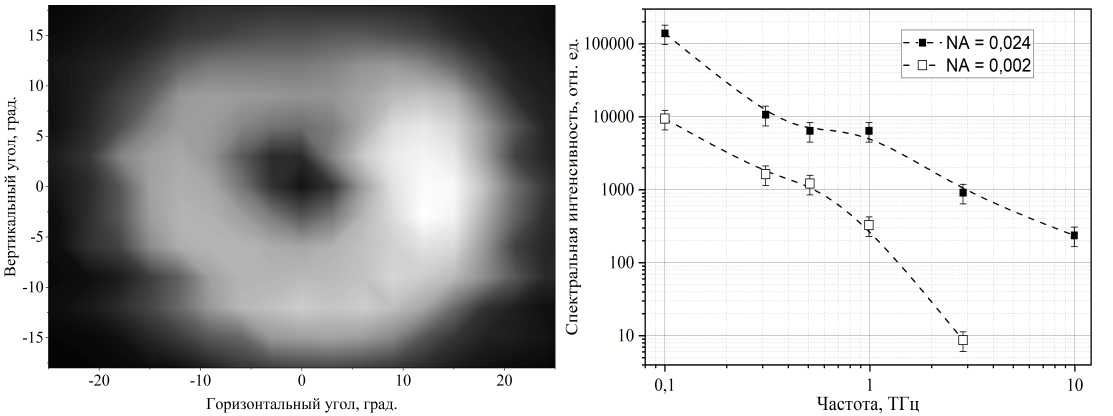 15
10
5
0
-5
-10
-15
Вертикальный угол, град.
-20 -10 0 10 20
Горизонтальный угол, град.
100000
10000
1000
100
10
Спектральная интенсивность, отн. ед.
NA = 0,024
NA = 0,002
0,1 1 10
Частота, ТГц